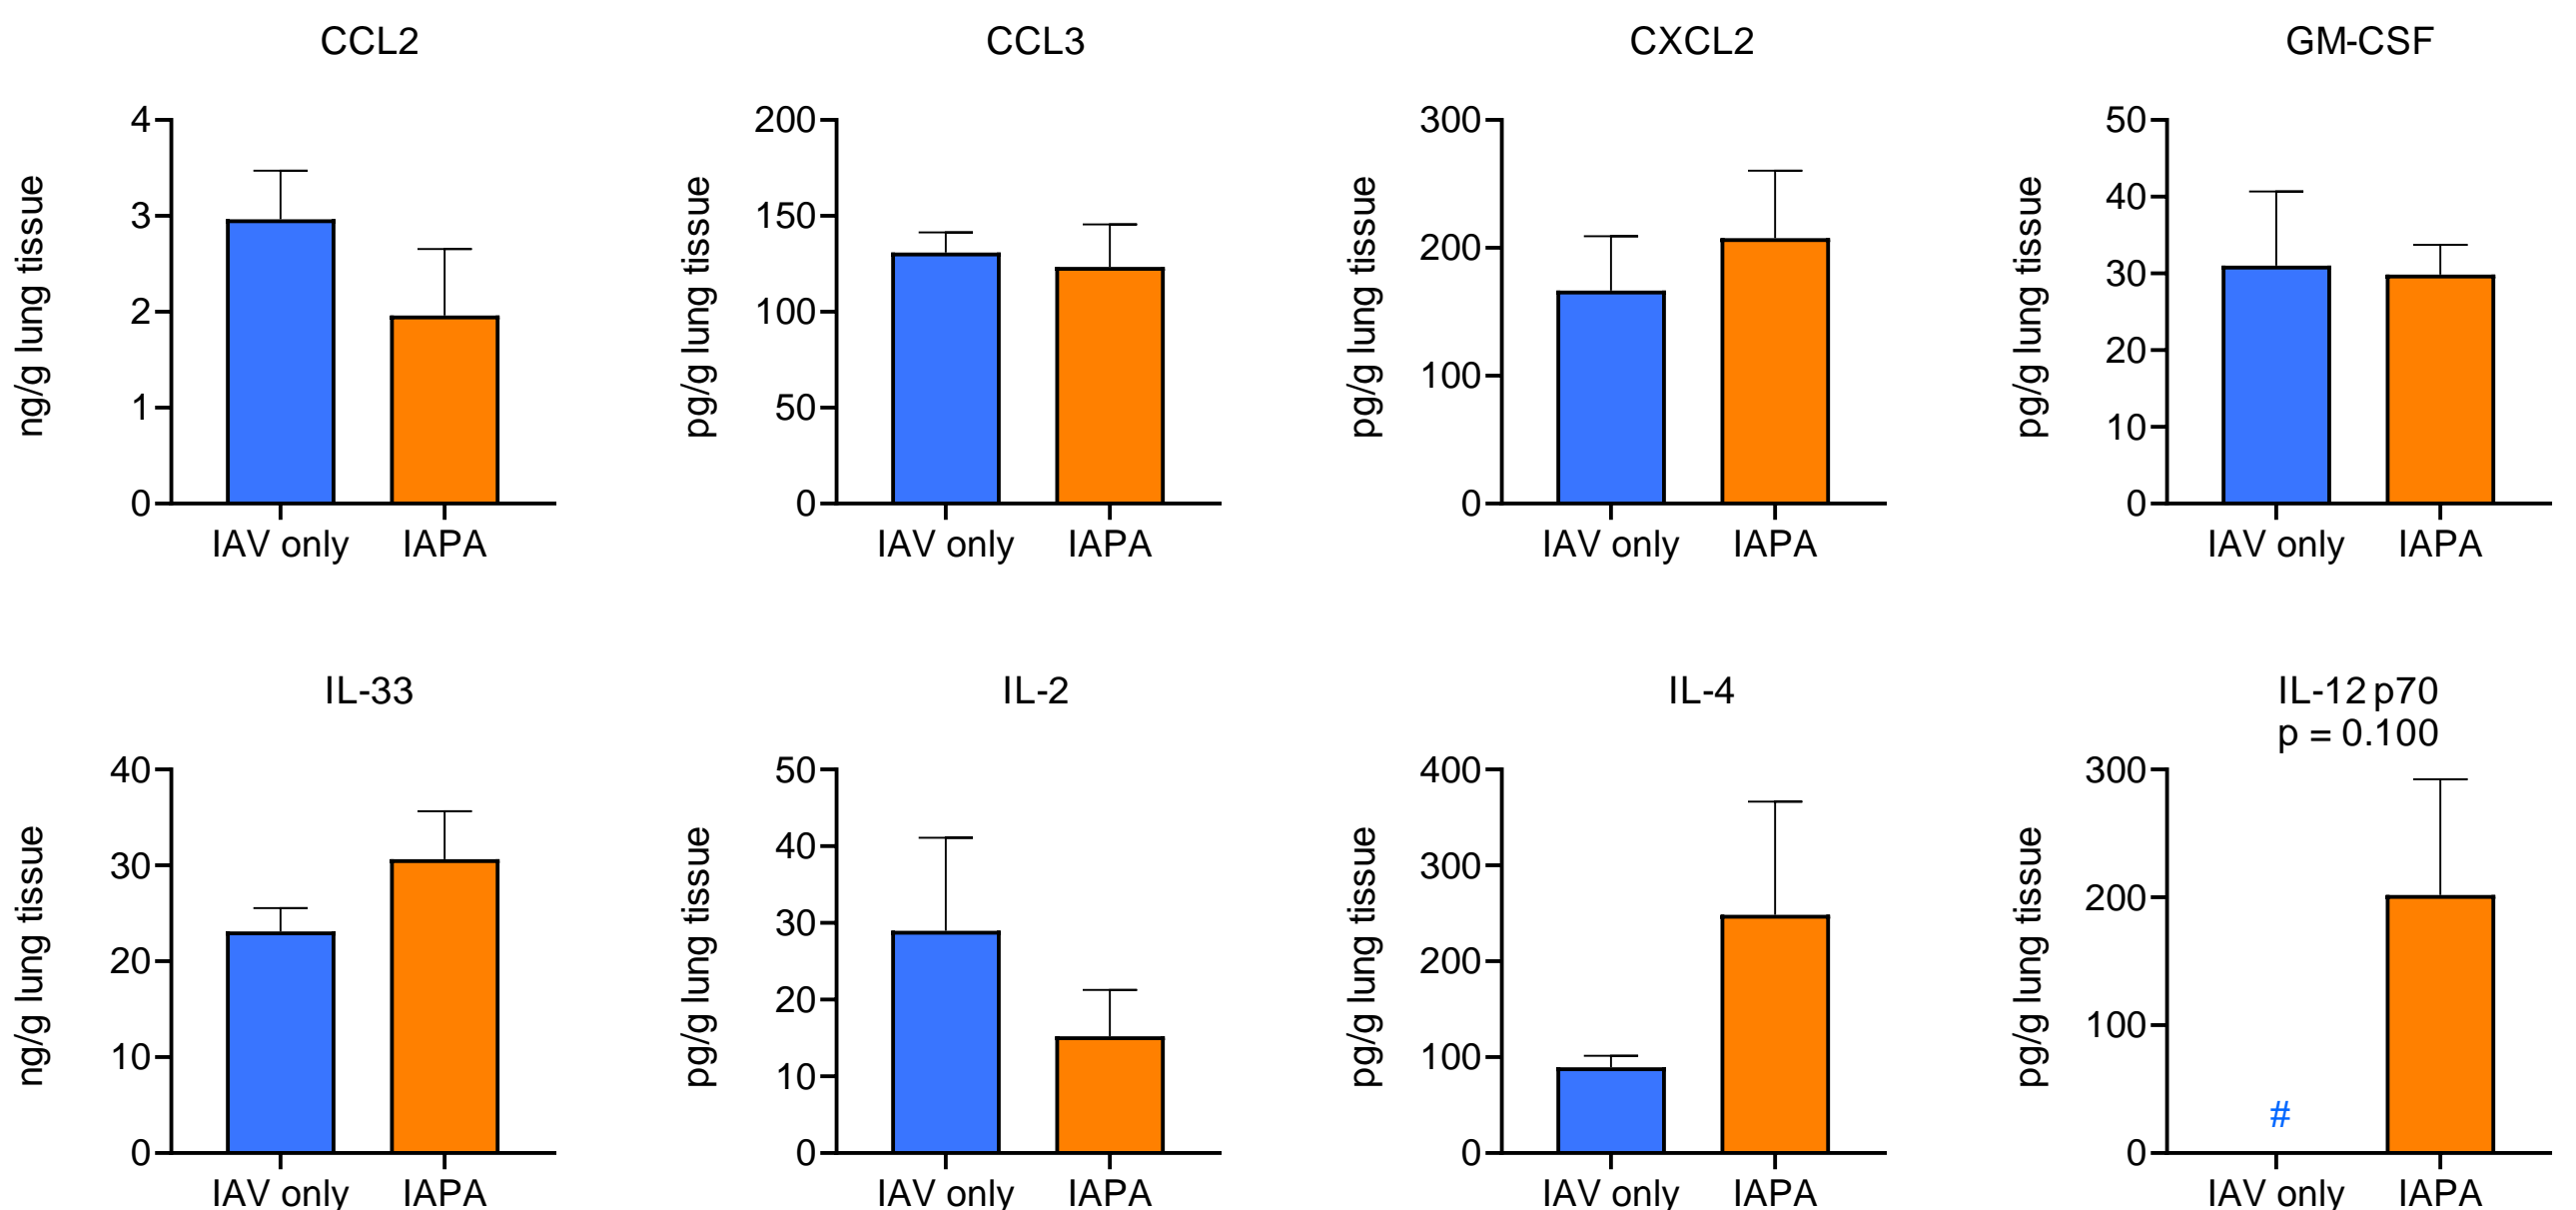 CCL2
CCL3
CXCL2
GM-CSF
ng/g lung tissue
4
3
2
1
0
IAV only
IAPA
pg/g lung tissue
200
150
100
50
0
IAV only
IAPA
pg/g lung tissue
300
200
100
0
IAV only
IAPA
pg/g lung tissue
50
40
30
20
10
0
IAV only
IAPA
IL-33
IL-2
IL-4
IL-12 p70
p = 0.100
ng/g lung tissue
40
30
20
10
0
IAV only
IAPA
pg/g lung tissue
50
40
30
20
10
0
IAV only
IAPA
pg/g lung tissue
400
300
200
100
0
IAV only
IAPA
pg/g lung tissue
300
200
100
0
#
IAV only
IAPA